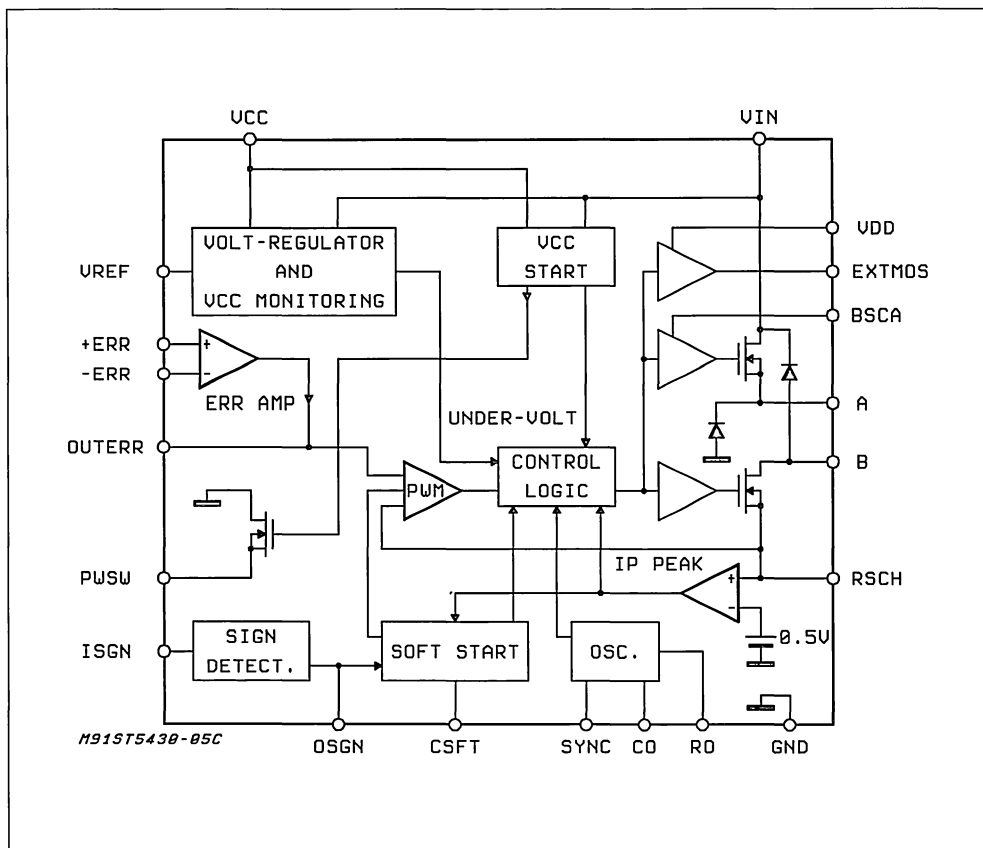 VCC
VIN
VOLT-REGULATOR
AND
VCC MONITORING
VCC
START
VDD
VREF
EXTMOS
BSCA
+ERR
-ERR
+
-
ERR AMP
UNDER-VOLT
A
OUTERR
B
CONTROL
LOGIC
PWM
IP PEAK
PWSW
RSCH
+
-
0.5V
ISGN
SIGN
DETECT.
SOFT START
OSC.
M91ST5430-05C
OSGN
CSFT
SYNC
CO
RO
GND